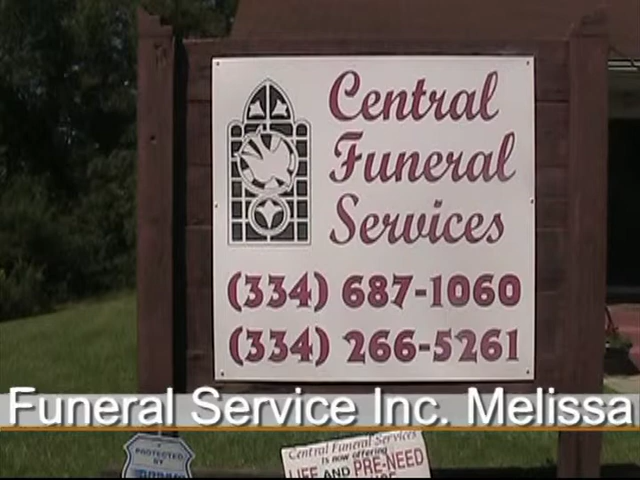 Central
Funeral
Services
(334) 687-1060
(334) 266-5261
Funeral Service Inc. Melissa
PROTECTED
BY
Central Funeral Services
is now offering
LIFE AND PRE-NEED